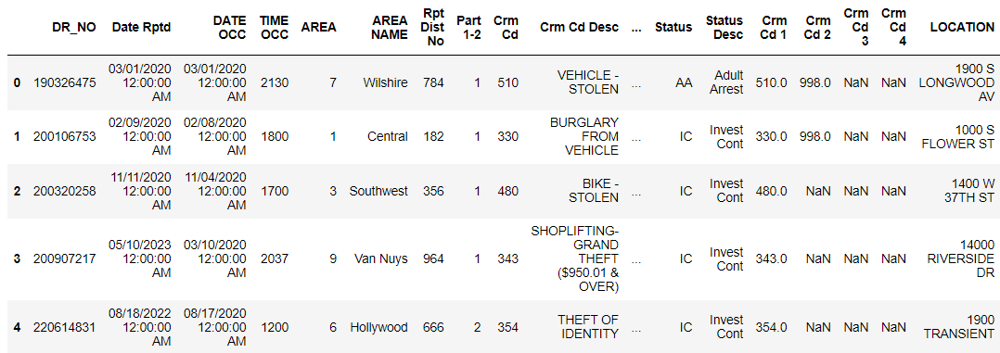 DR_NO Date Rptd DATE OCC TIME OCC AREA AREA NAME Rpt Dist No Part 1-2 Crm Cd Crm Cd Desc ... Status Status Desc Crm Cd 1 Crm Cd 2 Crm Cd 3 Crm Cd 4 LOCATION
0 190326475 03/01/2020 12:00:00 AM 03/01/2020 12:00:00 AM 2130 7 Wilshire 784 1 510 VEHICLE - STOLEN ... AA Adult Arrest 510.0 998.0 NaN NaN 1900 S LONGWOOD AV
1 200106753 02/09/2020 12:00:00 AM 02/08/2020 12:00:00 AM 1800 1 Central 182 1 330 BURGLARY FROM VEHICLE ... IC Invest Cont 330.0 998.0 NaN NaN 1000 S FLOWER ST
2 200320258 11/11/2020 12:00:00 AM 11/04/2020 12:00:00 AM 1700 3 Southwest 356 1 480 BIKE - STOLEN ... IC Invest Cont 480.0 NaN NaN NaN 1400 W 37TH ST
3 200907217 05/10/2023 12:00:00 AM 03/10/2020 12:00:00 AM 2037 9 Van Nuys 964 1 343 SHOPLIFTING-GRAND THEFT ($950.01 & OVER) ... IC Invest Cont 343.0 NaN NaN NaN 14000 RIVERSIDE DR
4 220614831 08/18/2022 12:00:00 AM 08/17/2020 12:00:00 AM 1200 6 Hollywood 666 2 354 THEFT OF IDENTITY ... IC Invest Cont 354.0 NaN NaN NaN 1900 TRANSIENT